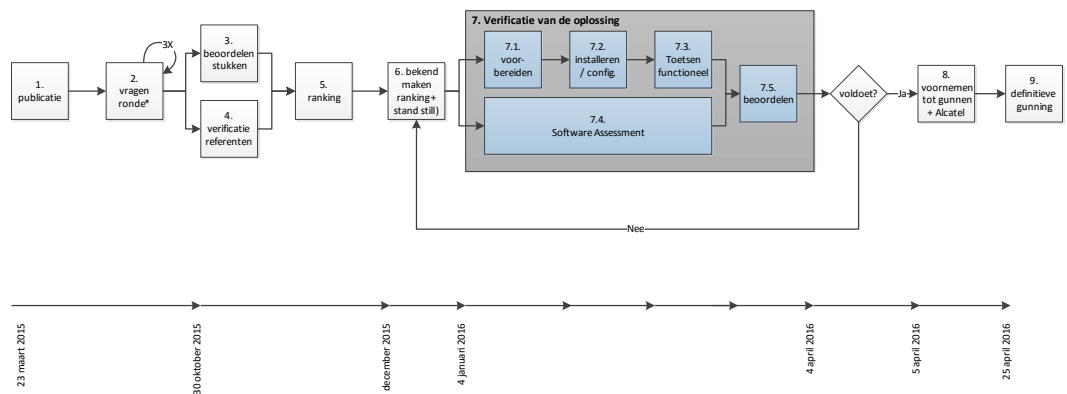 1.
publicatie
2.
vragen
ronde*
3X
3.
beoordelen
stukken
4.
verificatie
referenten
5.
ranking
6. bekend
maken
ranking+
stand still)
7. Verificatie van de oplossing
7.1.
voor-
bereiden
7.2.
installeren
/ config.
7.3.
Toetsen
functioneel
7.4.
Software Assessment
7.5.
beoordelen
voldoet?
Ja
Nee
8.
voornemen
tot gunnen
+ Alcatel
9.
definitieve
gunning
23 maart 2015
30 oktober 2015
december 2015
4 januari 2016
4 april 2016
5 april 2016
25 april 2016